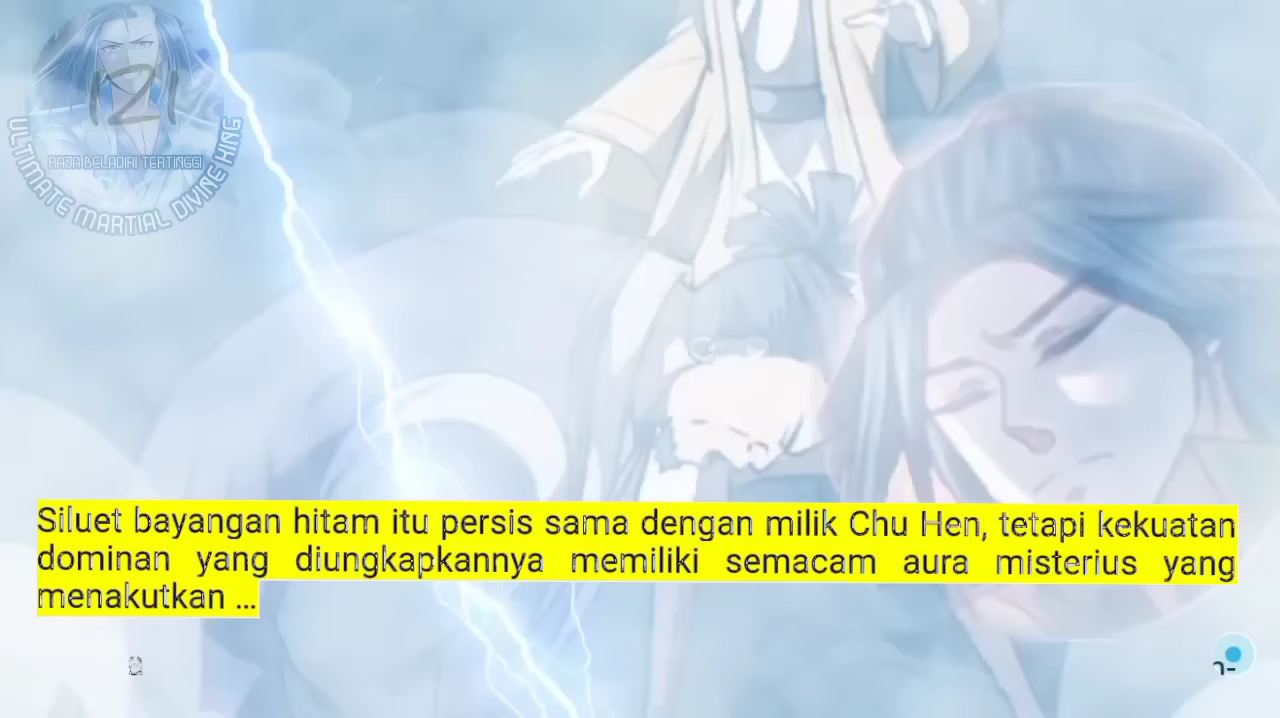 121
RAJA BELADIRI TERTINGGI
ULTIMATE MARTIAL DIVINE KING
Siluet bayangan hitam itu persis sama dengan milik Chu Hen, tetapi kekuatan
dominan yang diungkapkannya memiliki semacam aura misterius yang
menakutkan ...